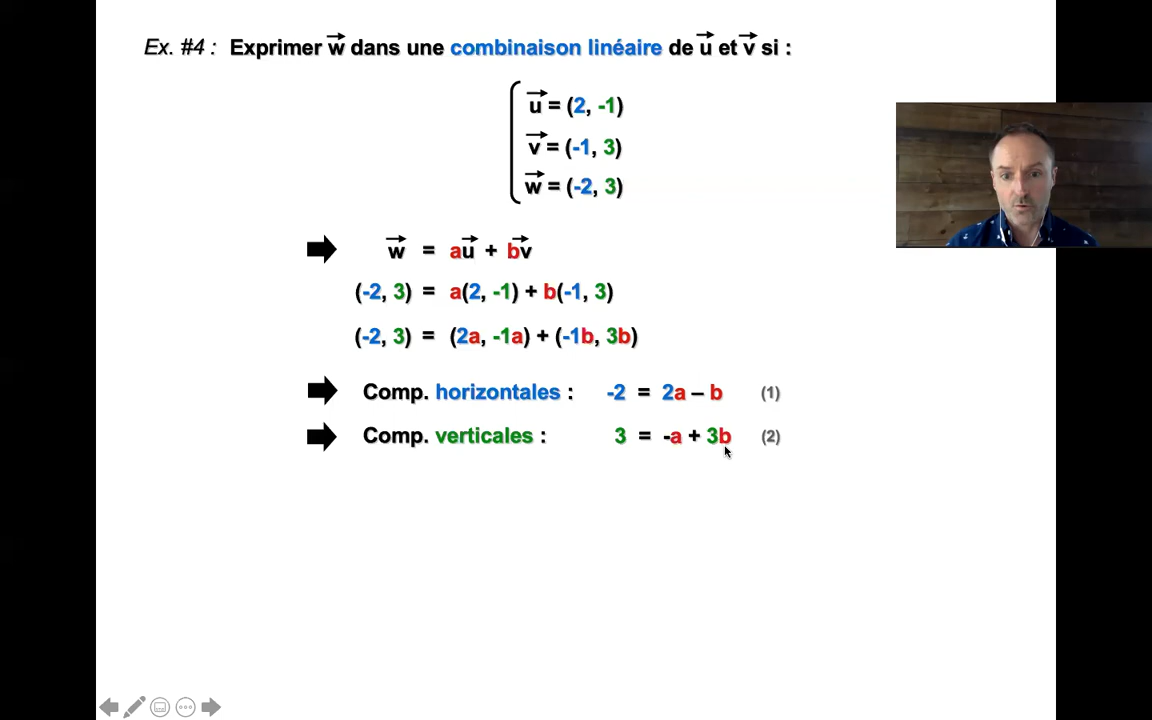 Ex. #4 : Exprimer w dans une combinaison linéaire de u et v si :
u = (2, -1)
v = (-1, 3)
w = (-2, 3)
w = au + bv
(-2, 3) = a(2, -1) + b(-1, 3)
(-2, 3) = (2a, -1a) + (-1b, 3b)
Comp. horizontales : -2 = 2a – b (1)
Comp. verticales : 3 = -a + 3b (2)